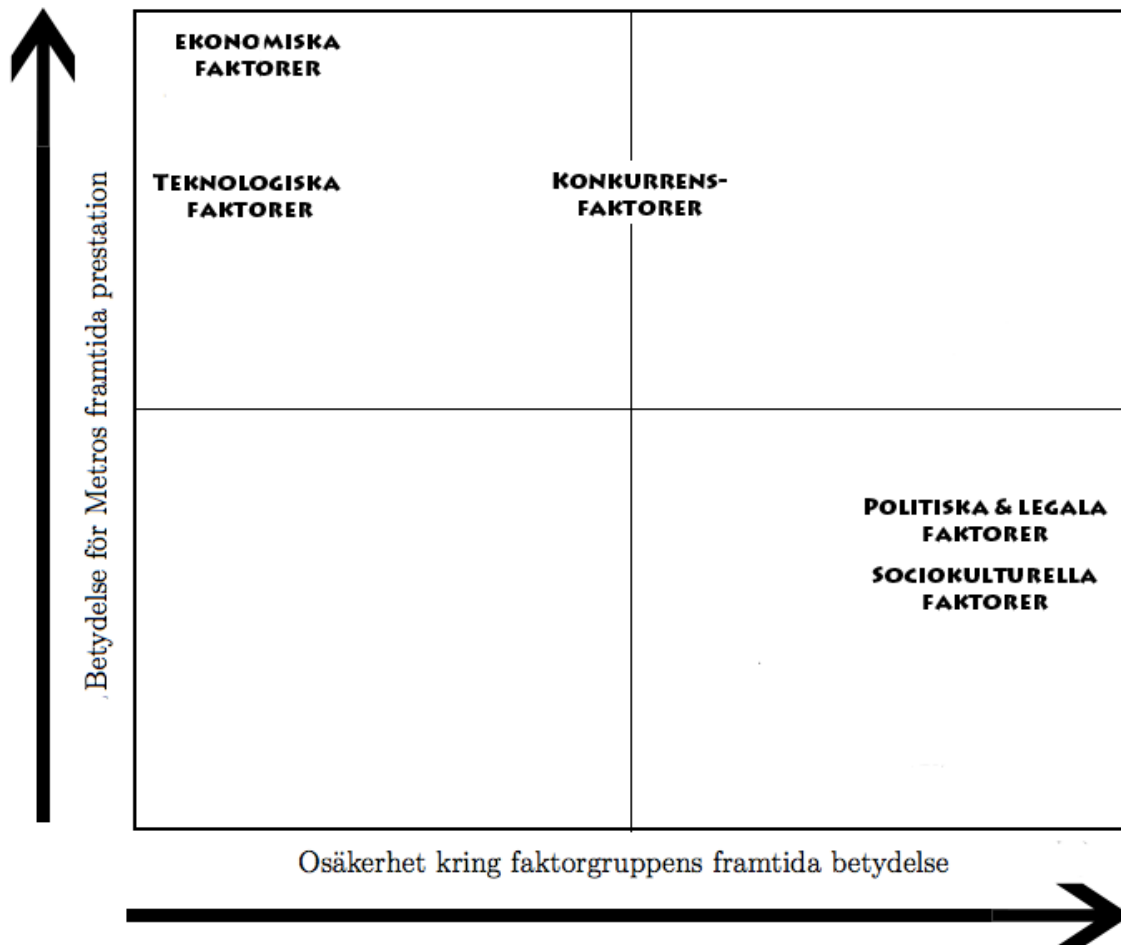 EKONOMISKA
FAKTORER
TEKNOLOGISKA
FAKTORER
KONKURRENS-
FAKTORER
POLITISKA & LEGALA
FAKTORER
SOCIOKULTURELLA
FAKTORER
Betydelse för Metros framtida prestation
Osäkerhet kring faktorgruppens framtida betydelse